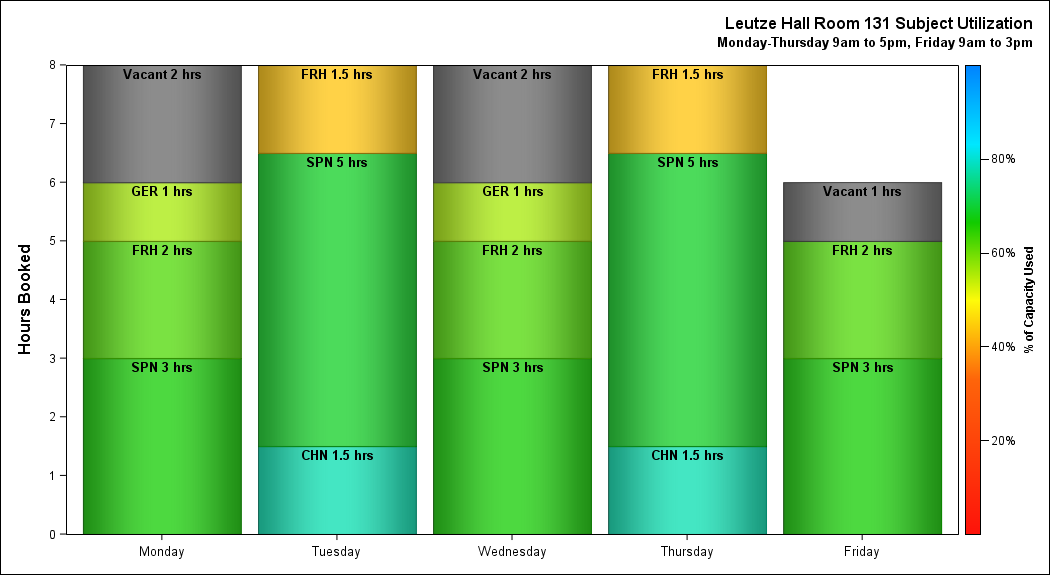 Leutze Hall Room 131 Subject Utilization
Monday-Thursday 9am to 5pm, Friday 9am to 3pm
Hours Booked
8
7
6
5
4
3
2
1
0
Vacant 2 hrs
GER 1 hrs
FRH 2 hrs
SPN 3 hrs
FRH 1.5 hrs
SPN 5 hrs
CHN 1.5 hrs
Vacant 2 hrs
GER 1 hrs
FRH 2 hrs
SPN 3 hrs
FRH 1.5 hrs
SPN 5 hrs
CHN 1.5 hrs
Vacant 1 hrs
FRH 2 hrs
SPN 3 hrs
Monday
Tuesday
Wednesday
Thursday
Friday
80%
60%
40%
20%
% of Capacity Used